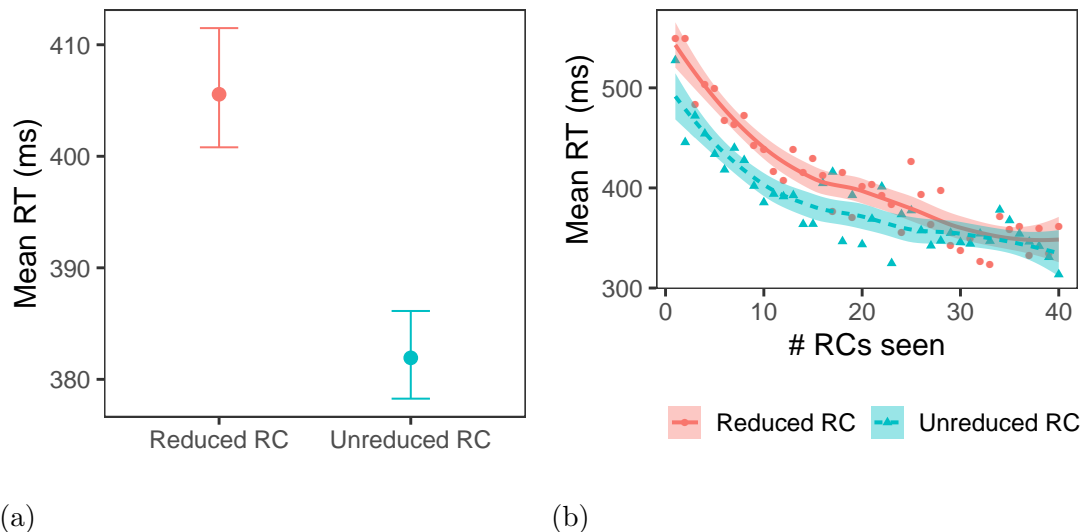 410
400
390
380
Mean RT (ms)
Reduced RC Unreduced RC
(a)
500
400
300
Mean RT (ms)
0 10 20 30 40
# RCs seen
Reduced RC Unreduced RC
(b)